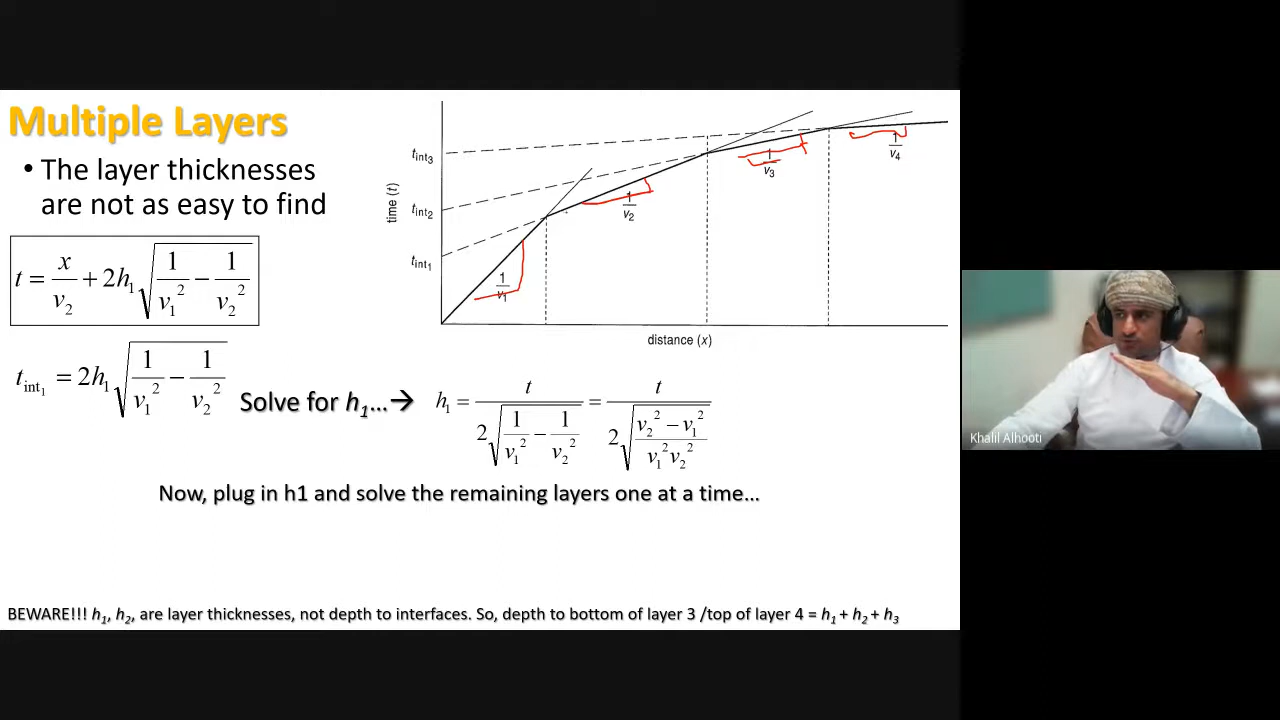 Multiple Layers
• The layer thicknesses
are not as easy to find
t = x/v₂ + 2h₁√(1/v₁² − 1/v₂²)
t_int₁ = 2h₁√(1/v₁² − 1/v₂²)
Solve for h₁…→
h₁ = t / (2√(1/v₁² − 1/v₂²)) = t / (2√((v₂² − v₁²)/(v₁²v₂²)))
time (t)
t_int₃
t_int₂
t_int₁
1/v₁
1/v₂
1/v₃
1/v₄
distance (x)
Now, plug in h1 and solve the remaining layers one at a time…
BEWARE!!! h₁, h₂, are layer thicknesses, not depth to interfaces. So, depth to bottom of layer 3 /top of layer 4 = h₁ + h₂ + h₃
Khalil Alhooti